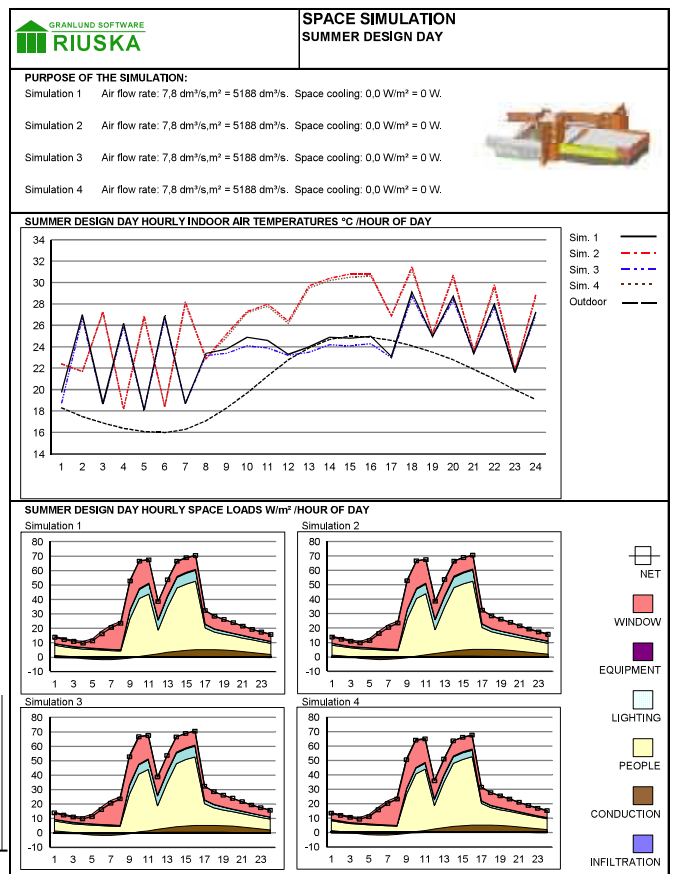 GRANLUND SOFTWARE
RIUSKA
SPACE SIMULATION
SUMMER DESIGN DAY
PURPOSE OF THE SIMULATION:
Simulation 1 Air flow rate: 7,8 dm³/s,m² = 5188 dm³/s. Space cooling: 0,0 W/m² = 0 W.
Simulation 2 Air flow rate: 7,8 dm³/s,m² = 5188 dm³/s. Space cooling: 0,0 W/m² = 0 W.
Simulation 3 Air flow rate: 7,8 dm³/s,m² = 5188 dm³/s. Space cooling: 0,0 W/m² = 0 W.
Simulation 4 Air flow rate: 7,8 dm³/s,m² = 5188 dm³/s. Space cooling: 0,0 W/m² = 0 W.
SUMMER DESIGN DAY HOURLY INDOOR AIR TEMPERATURES °C /HOUR OF DAY
34
32
30
28
26
24
22
20
18
16
14
1 2 3 4 5 6 7 8 9 10 11 12 13 14 15 16 17 18 19 20 21 22 23 24
Sim. 1
Sim. 2
Sim. 3
Sim. 4
Outdoor
SUMMER DESIGN DAY HOURLY SPACE LOADS W/m² /HOUR OF DAY
Simulation 1
80
70
60
50
40
30
20
10
0
-10
1 3 5 7 9 11 13 15 17 19 21 23
Simulation 2
80
70
60
50
40
30
20
10
0
-10
1 3 5 7 9 11 13 15 17 19 21 23
Simulation 3
80
70
60
50
40
30
20
10
0
-10
1 3 5 7 9 11 13 15 17 19 21 23
Simulation 4
80
70
60
50
40
30
20
10
0
-10
1 3 5 7 9 11 13 15 17 19 21 23
NET
WINDOW
EQUIPMENT
LIGHTING
PEOPLE
CONDUCTION
INFILTRATION